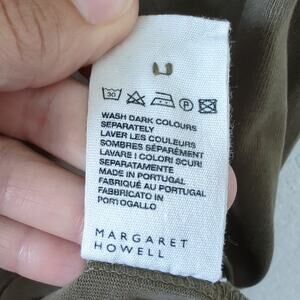 30
P
WASH DARK COLOURS
SEPARATELY
LAVER LES COULEURS
SOMBRES SÉPARÉMENT
LAVARE I COLORI SCURI
SEPARATAMENTE
MADE IN PORTUGAL
FABRIQUÉ AU PORTUGAL
FABBRICATO IN
PORTOGALLO
MARGARET
HOWELL